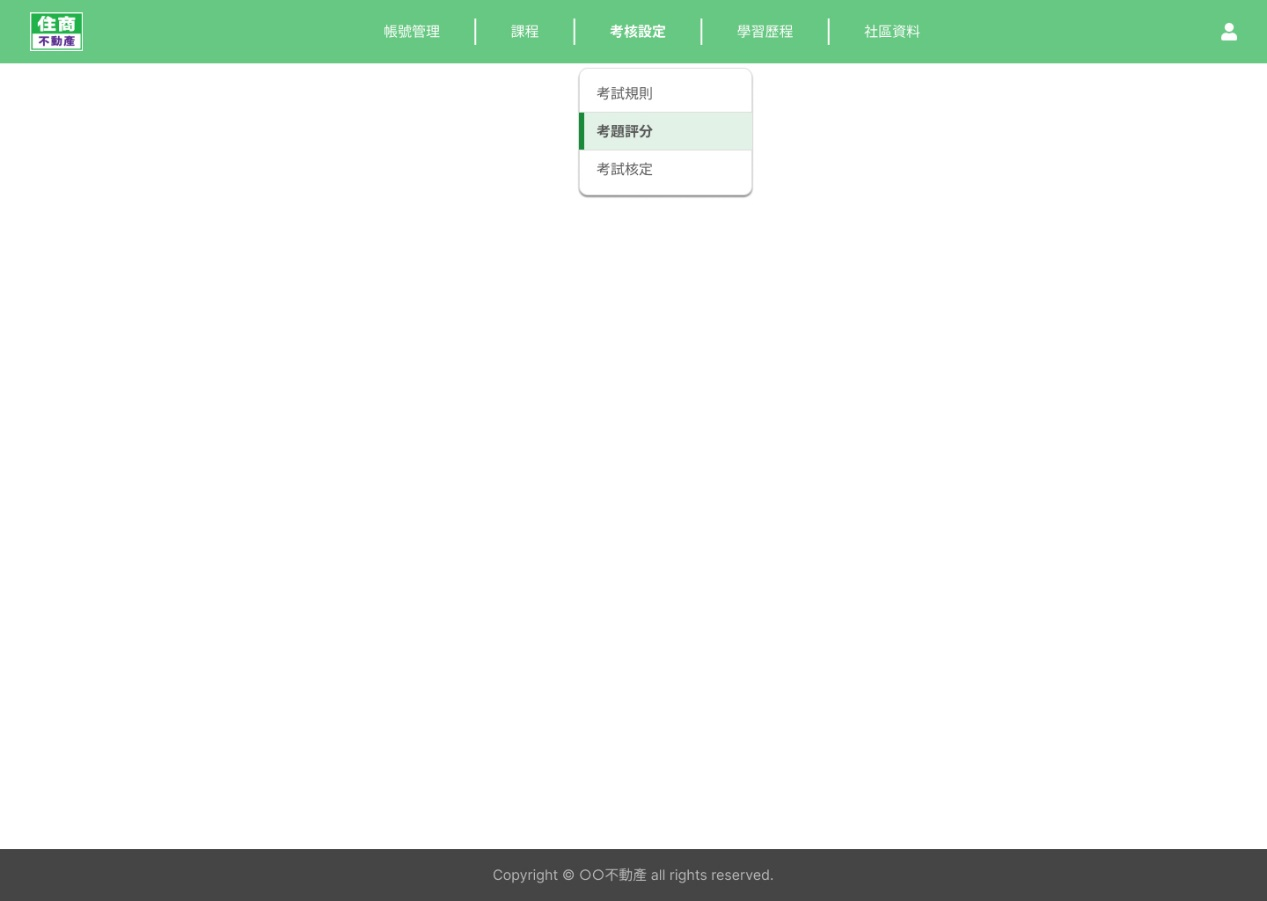 住商
不動產
帳號管理
課程
考核設定
學習歷程
社區資料
考試規則
考題評分
考試核定
Copyright © ○○不動產 all rights reserved.